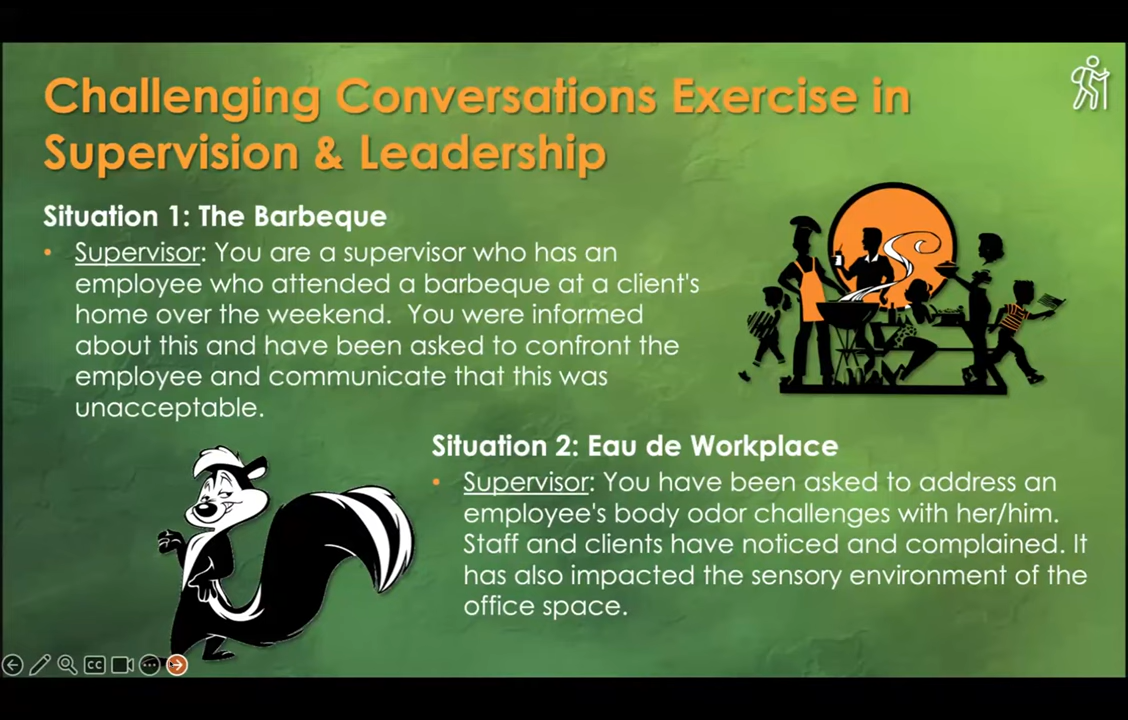 Challenging Conversations Exercise in
Supervision & Leadership
Situation 1: The Barbeque
• Supervisor: You are a supervisor who has an
employee who attended a barbeque at a client's
home over the weekend.  You were informed
about this and have been asked to confront the
employee and communicate that this was
unacceptable.
Situation 2: Eau de Workplace
• Supervisor: You have been asked to address an
employee's body odor challenges with her/him.
Staff and clients have noticed and complained. It
has also impacted the sensory environment of the
office space.
CC